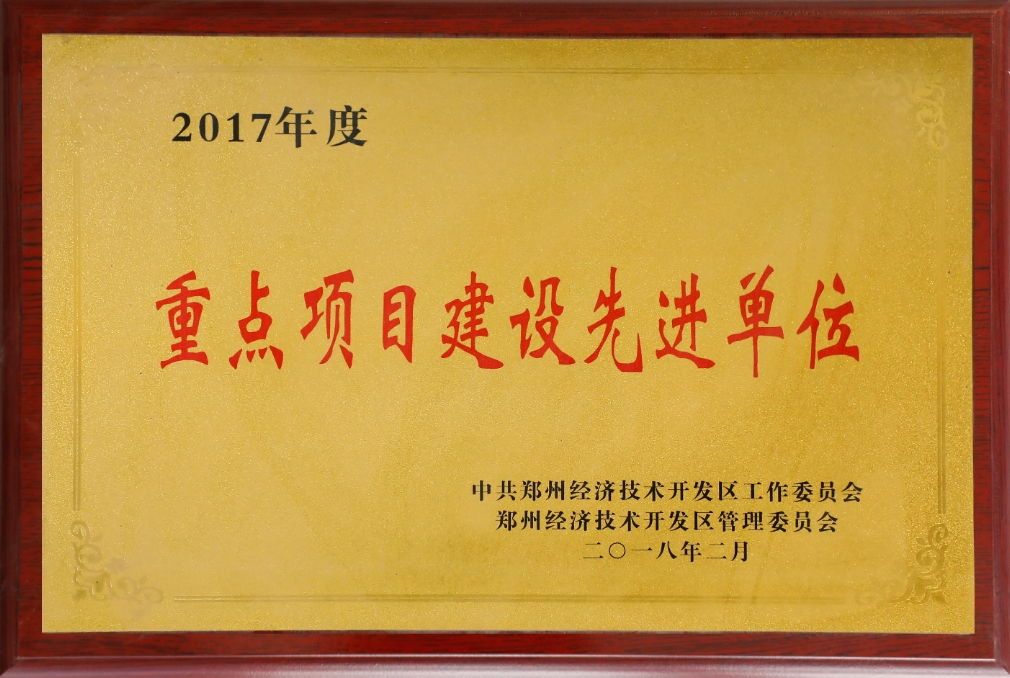 2017年度
重点项目建设先进单位
中共郑州经济技术开发区工作委员会
郑州经济技术开发区管理委员会
二〇一八年二月